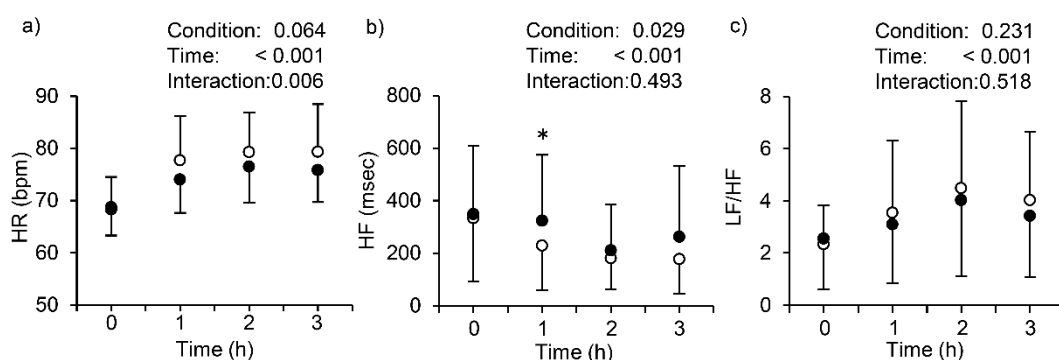 a)
Condition: 0.064
Time: < 0.001
Interaction:0.006
90
80
70
60
50
HR (bpm)
0 1 2 3
Time (h)
b)
Condition: 0.029
Time: < 0.001
Interaction:0.493
800
600
400
200
0
HF (msec)
*
0 1 2 3
Time (h)
c)
Condition: 0.231
Time: < 0.001
Interaction:0.518
8
6
4
2
0
LF/HF
0 1 2 3
Time (h)